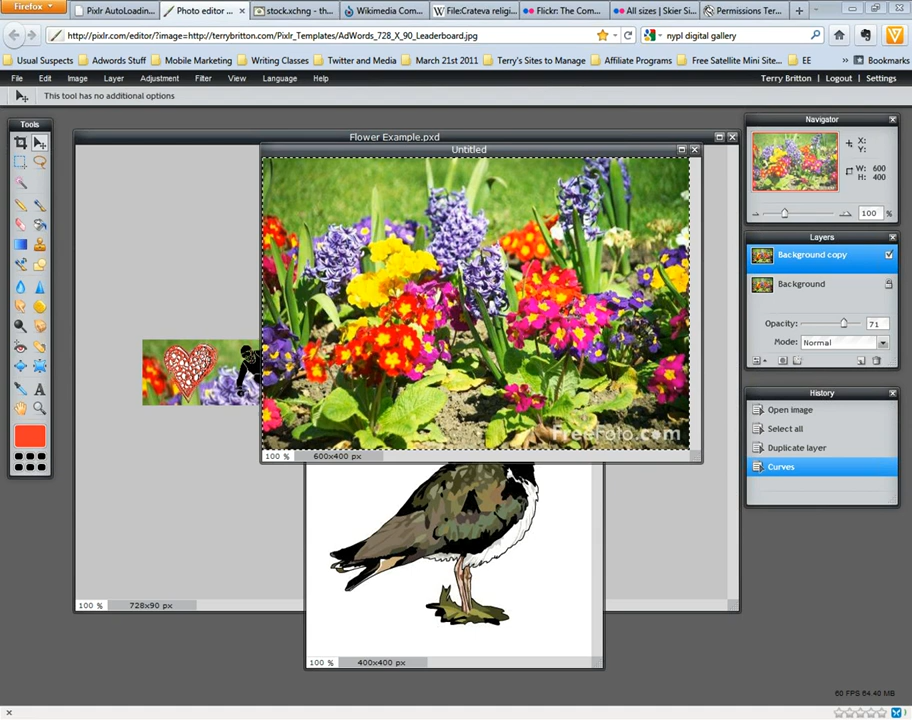 Firefox
Pixlr AutoLoadin...
Photo editor ...
stock.xchng - th...
Wikimedia Com...
File:Crateva religi...
Flickr: The Com...
All sizes | Skier Si...
Permissions Ter...
http://pixlr.com/editor/?image=http://terrybritton.com/Pixlr_Templates/AdWords_728_X_90_Leaderboard.jpg
nypl digital gallery
Usual Suspects
Adwords Stuff
Mobile Marketing
Writing Classes
Twitter and Media
March 21st 2011
Terry's Sites to Manage
Affiliate Programs
Free Satellite Mini Site...
EE
Bookmarks
File Edit Image Layer Adjustment Filter View Language Help
Terry Britton Logout Settings
This tool has no additional options
Tools
Flower Example.pxd
Untitled
FreeFoto.com
100 % 600x400 px
100 % 728x90 px
100 % 400x400 px
Navigator
X:
Y:
W: 600
H: 400
100 %
Layers
Background copy
Background
Opacity: 71
Mode: Normal
History
Open image
Select all
Duplicate layer
Curves
60 FPS 64.40 MB